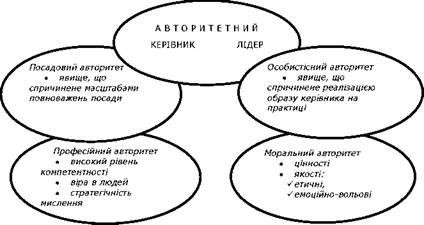 АВТОРИТЕТНИЙ
КЕРІВНИК ЛІДЕР
Посадовий авторитет
• явище, що
спричинене масштабами
повноважень посади
Особистісний авторитет
• явище, що
спричинене реалізацією
образу керівника на
практиці
Професійний авторитет
• високий рівень
компетентності
• віра в людей
• стратегічність
мислення
Моральний авторитет
• цінності
• якості:
✓етичні,
✓емоційно-вольові